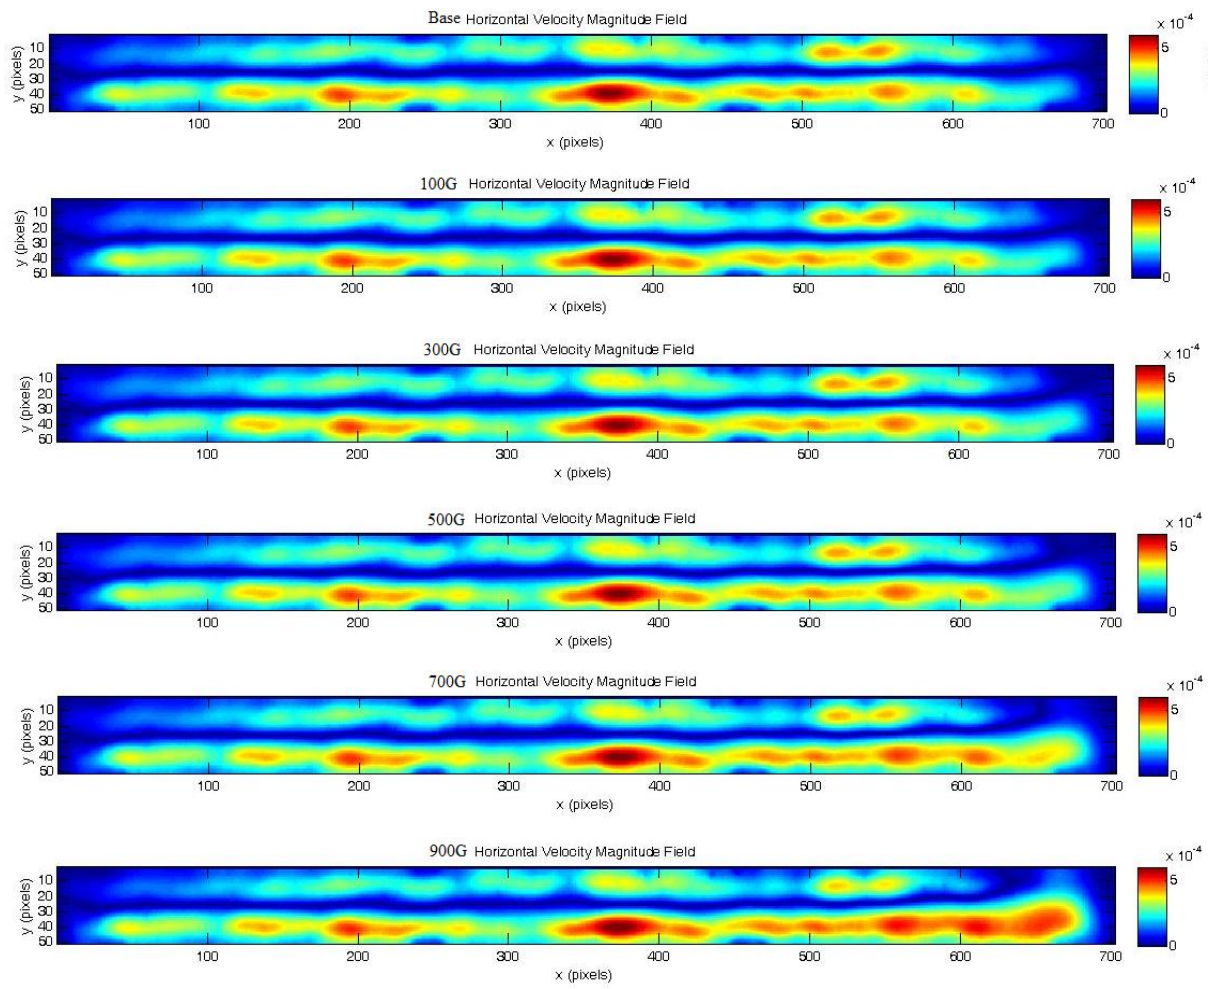 Base Horizontal Velocity Magnitude Field
x 10-4
y (pixels)
10
20
30
40
50
100 200 300 400 500 600 700
x (pixels)
5
0
100G Horizontal Velocity Magnitude Field
x 10-4
y (pixels)
10
20
30
40
50
100 200 300 400 500 600 700
x (pixels)
5
0
300G Horizontal Velocity Magnitude Field
x 10-4
y (pixels)
10
20
30
40
50
100 200 300 400 500 600 700
x (pixels)
5
0
500G Horizontal Velocity Magnitude Field
x 10-4
y (pixels)
10
20
30
40
50
100 200 300 400 500 600 700
x (pixels)
5
0
700G Horizontal Velocity Magnitude Field
x 10-4
y (pixels)
10
20
30
40
50
100 200 300 400 500 600 700
x (pixels)
5
0
900G Horizontal Velocity Magnitude Field
x 10-4
y (pixels)
10
20
30
40
50
100 200 300 400 500 600 700
x (pixels)
5
0